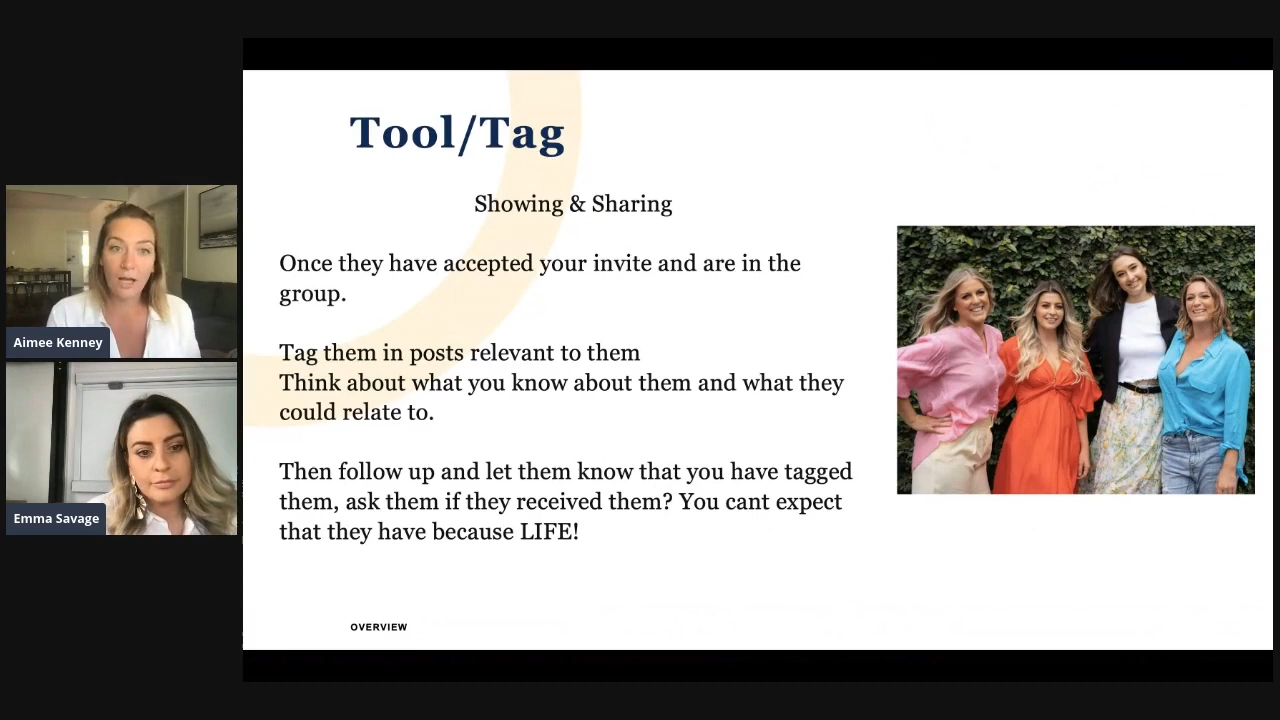 Tool/Tag
Showing & Sharing
Once they have accepted your invite and are in the
group.
Tag them in posts relevant to them
Think about what you know about them and what they
could relate to.
Then follow up and let them know that you have tagged
them, ask them if they received them? You cant expect
that they have because LIFE!
OVERVIEW
Aimee Kenney
Emma Savage